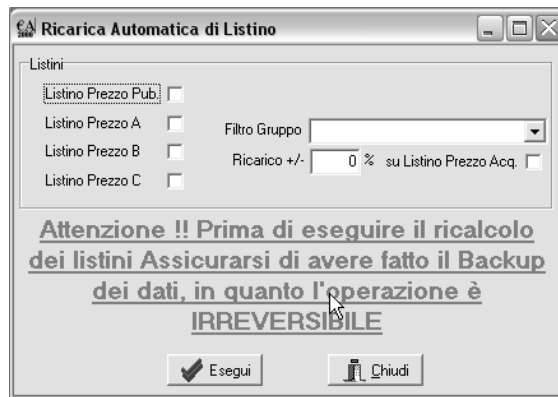 €A 2000 Ricarica Automatica di Listino
Listini
Listino Prezzo Pub.
Listino Prezzo A
Listino Prezzo B
Listino Prezzo C
Filtro Gruppo
Ricarico +/- 0 % su Listino Prezzo Acq.
Attenzione !! Prima di eseguire il ricalcolo
dei listini Assicurarsi di avere fatto il Backup
dei dati, in quanto l'operazione è
IRREVERSIBILE
Esegui Chiudi